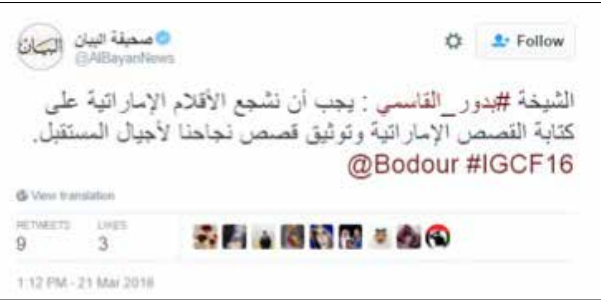 صحيفة البيان
@AlBayanNews
Follow
البيان
الشيخة #بدور_القاسمي : يجب أن نشجع الأقلام الإماراتية على
كتابة القصص الإماراتية وتوثيق قصص نجاحنا لأجيال المستقبل.
@Bodour #IGCF16
View translation
RETWEETS LIKES
9 3
1:12 PM - 21 Mar 2016